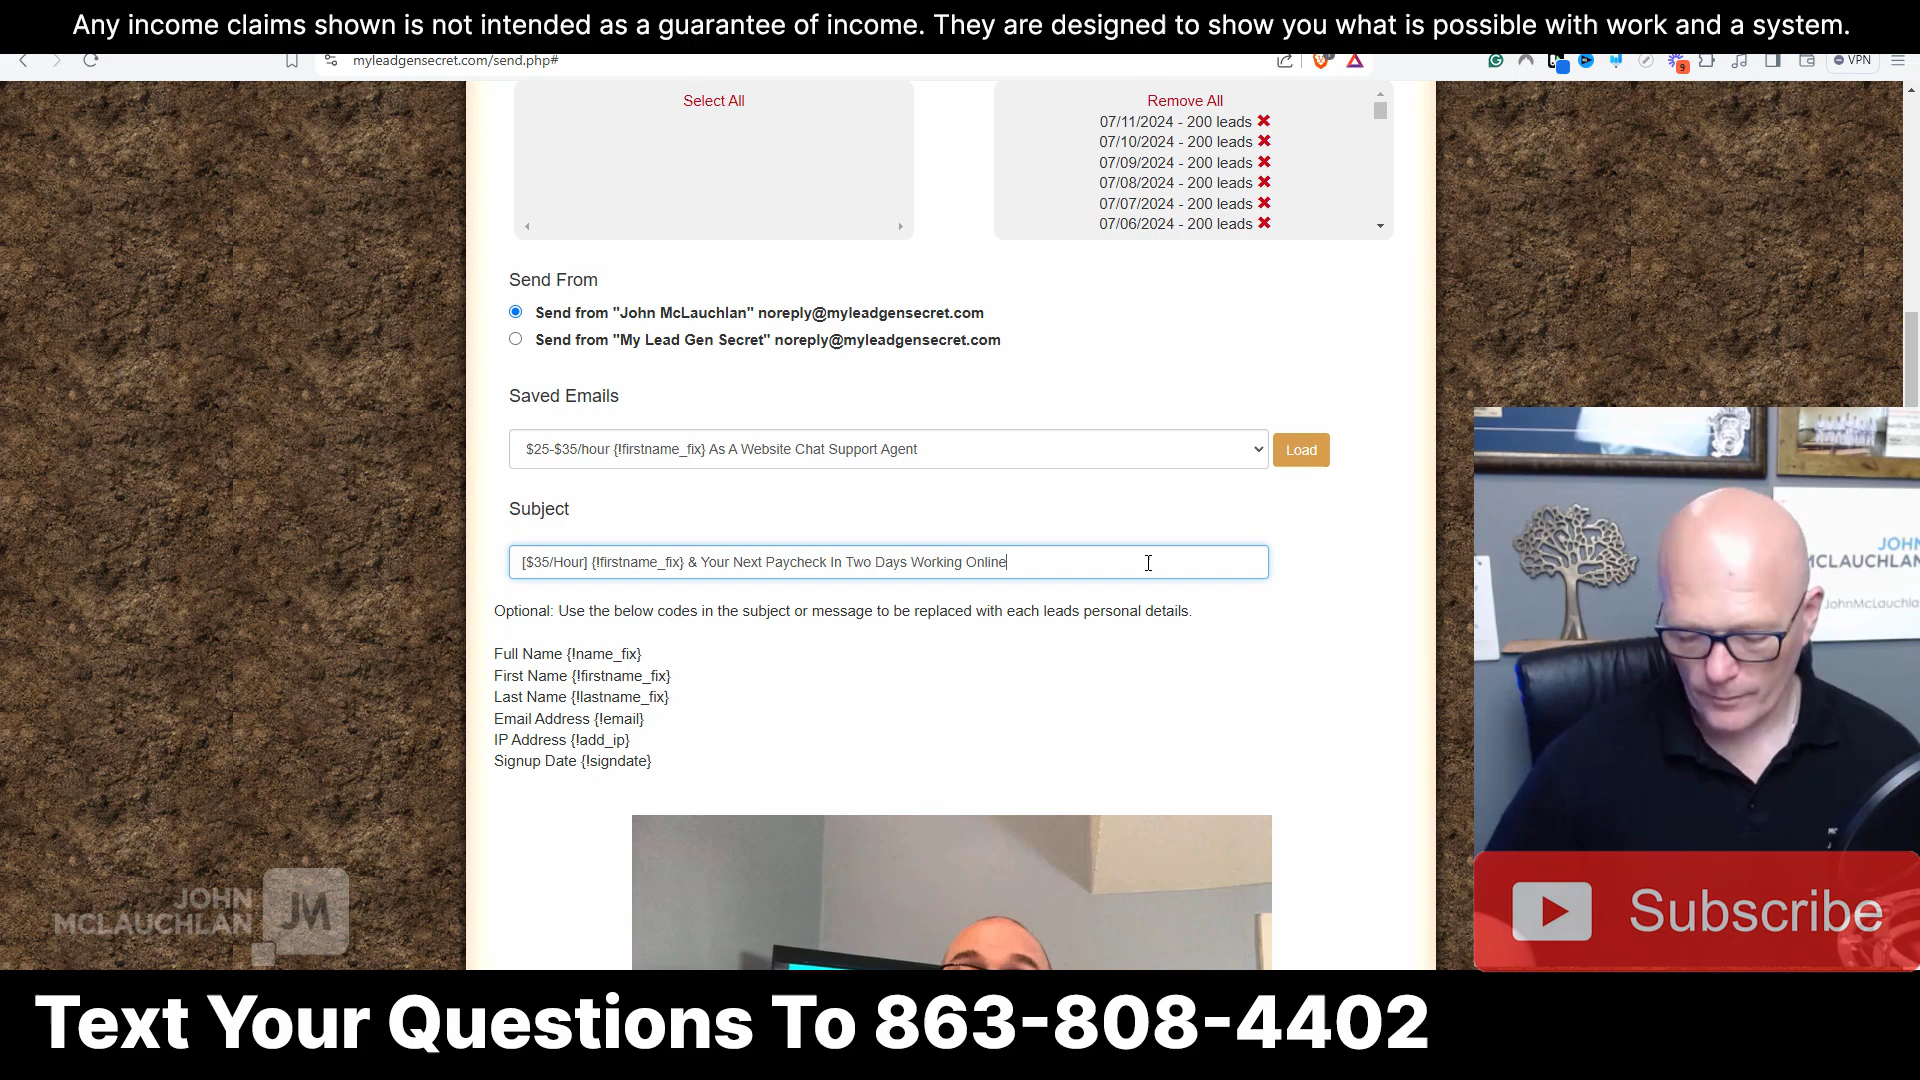 Any income claims shown is not intended as a guarantee of income. They are designed to show you what is possible with work and a system.
myleadgensecret.com/send.php#
9
VPN
Select All
Remove All
07/11/2024 - 200 leads
07/10/2024 - 200 leads
07/09/2024 - 200 leads
07/08/2024 - 200 leads
07/07/2024 - 200 leads
07/06/2024 - 200 leads
Send From
Send from "John McLauchlan" noreply@myleadgensecret.com
Send from "My Lead Gen Secret" noreply@myleadgensecret.com
Saved Emails
$25-$35/hour {!firstname_fix} As A Website Chat Support Agent
Load
Subject
[$35/Hour] {!firstname_fix} & Your Next Paycheck In Two Days Working Online
Optional: Use the below codes in the subject or message to be replaced with each leads personal details.
Full Name {!name_fix}
First Name {!firstname_fix}
Last Name {!lastname_fix}
Email Address {!email}
IP Address {!add_ip}
Signup Date {!signdate}
JOHN
MCLAUCHLAN
JohnMcLauchla
JOHN
MCLAUCHLAN
JM
Subscribe
Text Your Questions To 863-808-4402